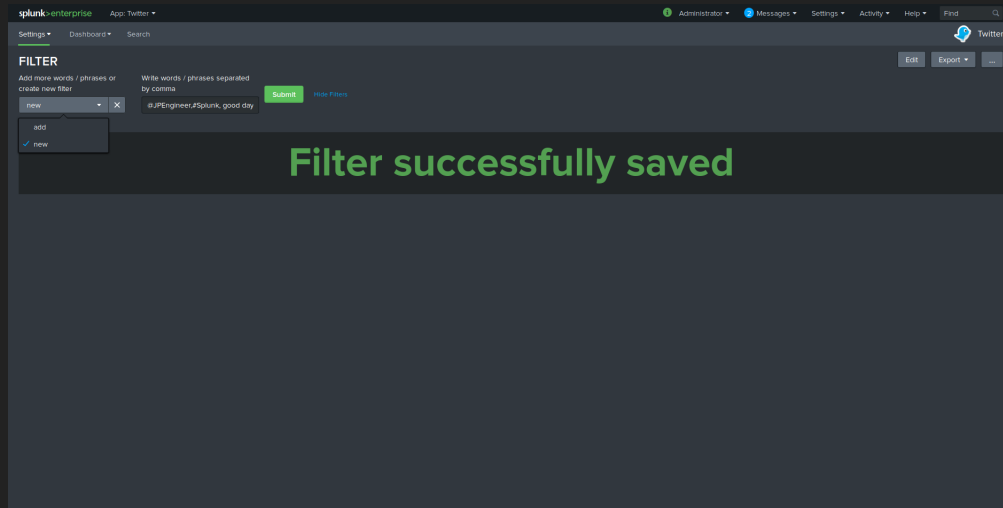 splunk>enterprise App: Twitter Administrator 2 Messages Settings Activity Help Find
Settings Dashboard Search Twitter
FILTER Edit Export ...
Add more words / phrases or
create new filter
Write words / phrases separated
by comma
new @JPEngineer,#Splunk, good day Submit Hide Filters
add
new
Filter successfully saved